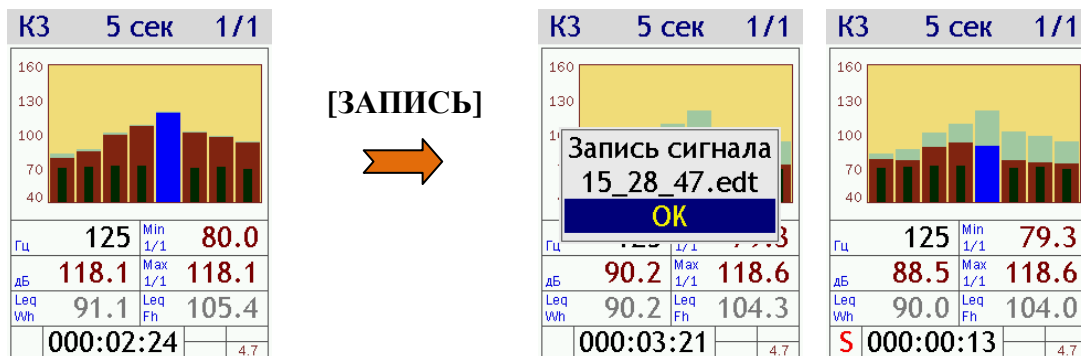 К3 5 сек 1/1
160
130
100
70
40
Гц 125 Min 1/1 80.0
дБ 118.1 Max 1/1 118.1
Leq Wh 91.1 Leq Fh 105.4
000:02:24 4.7
[ЗАПИСЬ]
К3 5 сек 1/1
160
130
Запись сигнала
15_28_47.edt
OK
40
Гц
дБ 90.2 Max 1/1 118.6
Leq Wh 90.2 Leq Fh 104.3
000:03:21 4.7
К3 5 сек 1/1
160
130
100
70
40
Гц 125 Min 1/1 79.3
дБ 88.5 Max 1/1 118.6
Leq Wh 90.0 Leq Fh 104.0
S 000:00:13 4.7